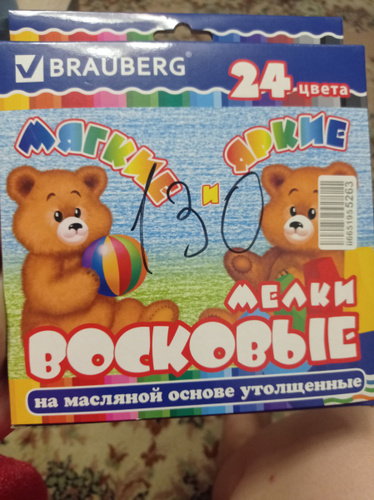 BRAUBERG
24 цвета
МЯГКИЕ И ЯРКИЕ
130
МЕЛКИ
ВОСКОВЫЕ
на масляной основе утолщенные